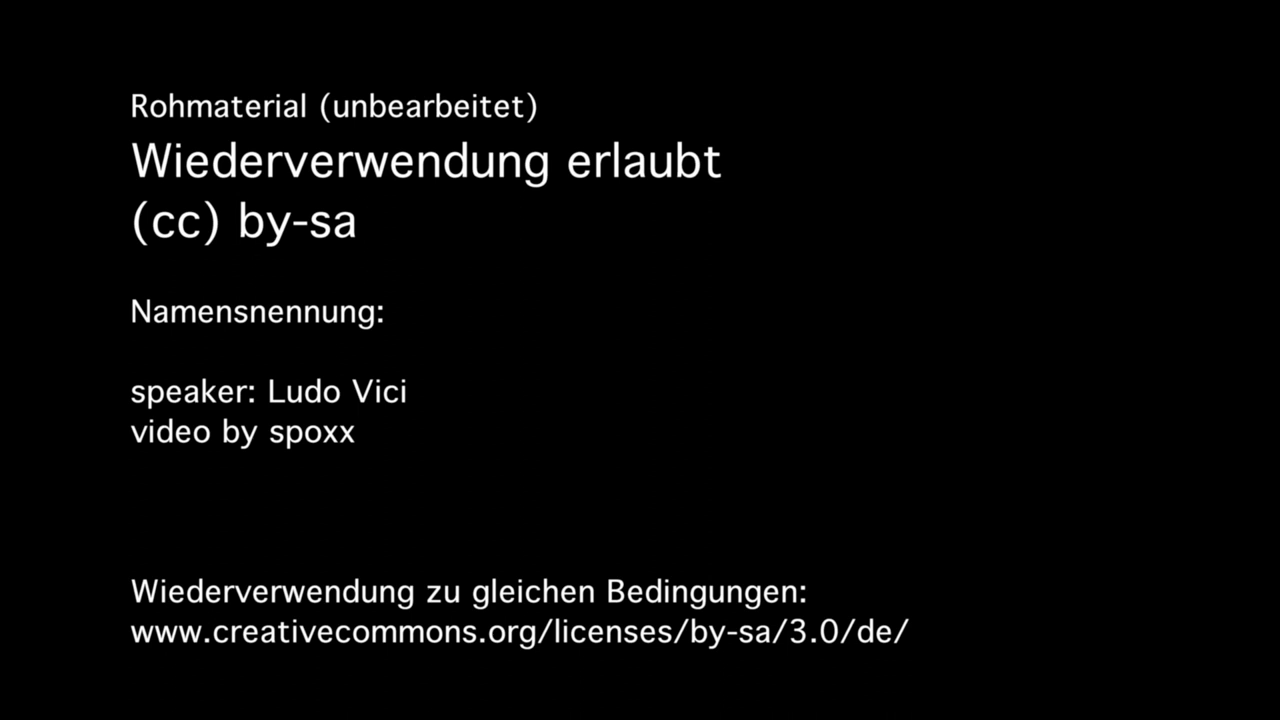 Rohmaterial (unbearbeitet)
Wiederverwendung erlaubt
(cc) by-sa
Namensnennung:
speaker: Ludo Vici
video by spoxx
Wiederverwendung zu gleichen Bedingungen:
www.creativecommons.org/licenses/by-sa/3.0/de/